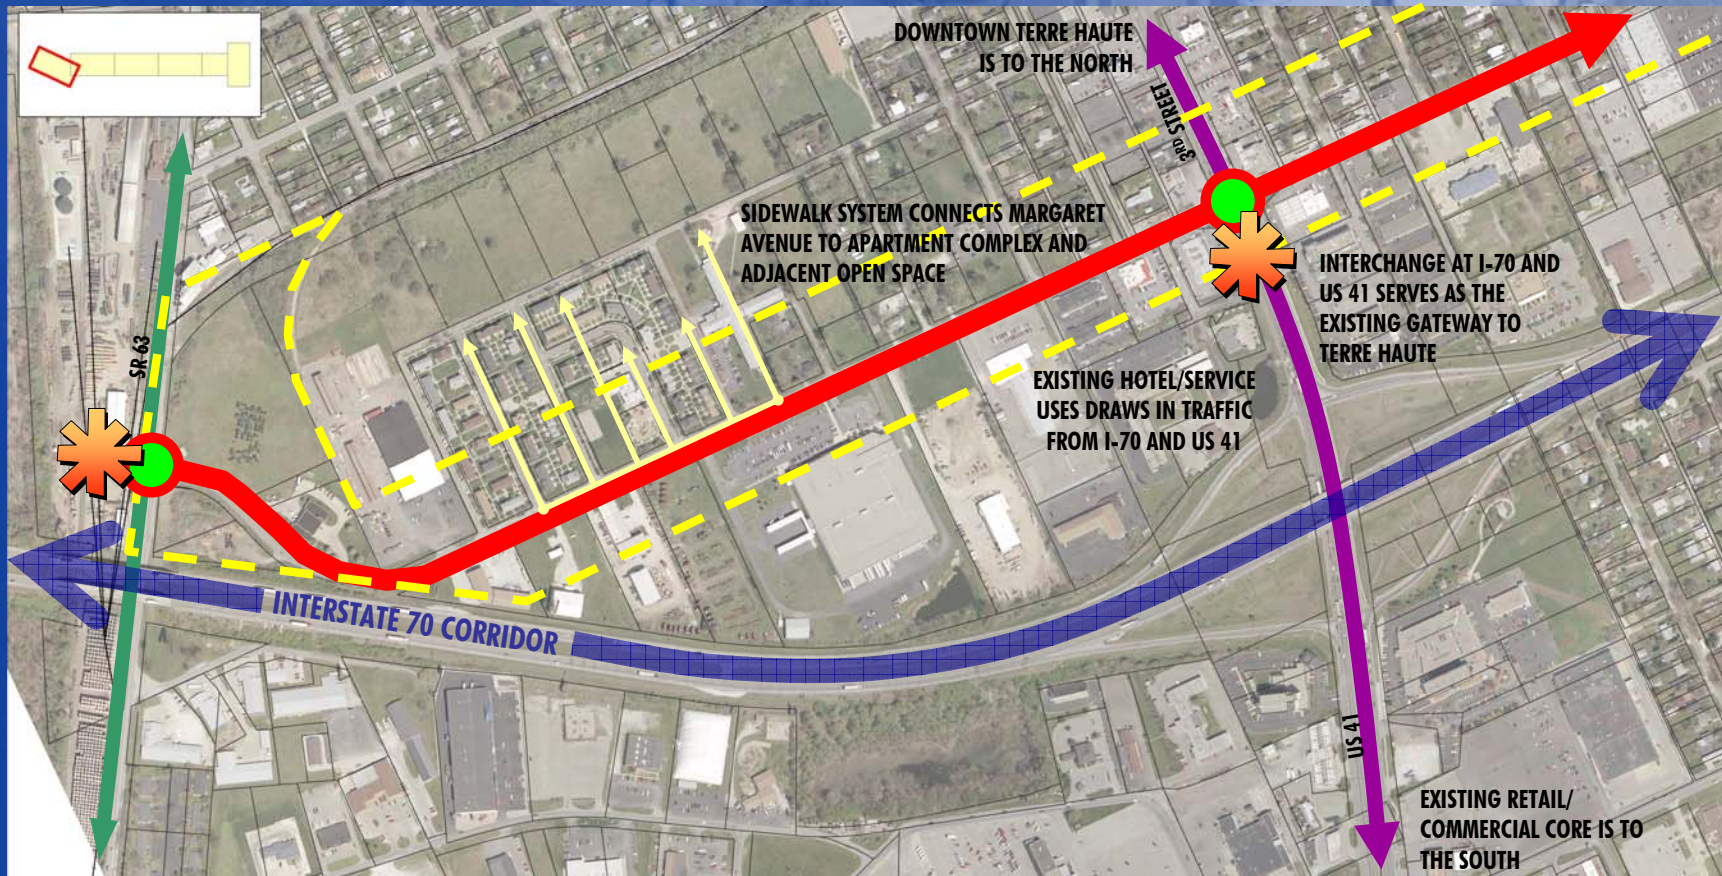 DOWNTOWN TERRE HAUTE
IS TO THE NORTH
3RD STREET
SIDEWALK SYSTEM CONNECTS MARGARET
AVENUE TO APARTMENT COMPLEX AND
ADJACENT OPEN SPACE
INTERCHANGE AT I-70 AND
US 41 SERVES AS THE
EXISTING GATEWAY TO
TERRE HAUTE
SR 63
EXISTING HOTEL/SERVICE
USES DRAWS IN TRAFFIC
FROM I-70 AND US 41
INTERSTATE 70 CORRIDOR
US 41
EXISTING RETAIL/
COMMERCIAL CORE IS TO
THE SOUTH